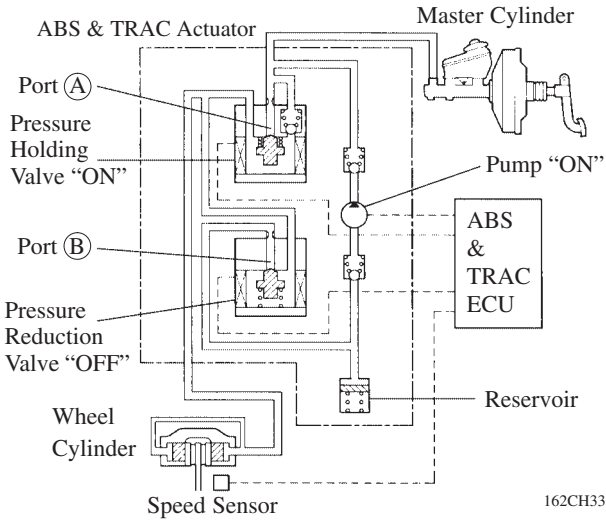 Master Cylinder
ABS & TRAC Actuator
Port Ⓐ
Pressure
Holding
Valve “ON”
Pump “ON”
ABS
&
TRAC
ECU
Port Ⓑ
Pressure
Reduction
Valve “OFF”
Reservoir
Wheel
Cylinder
Speed Sensor
162CH33